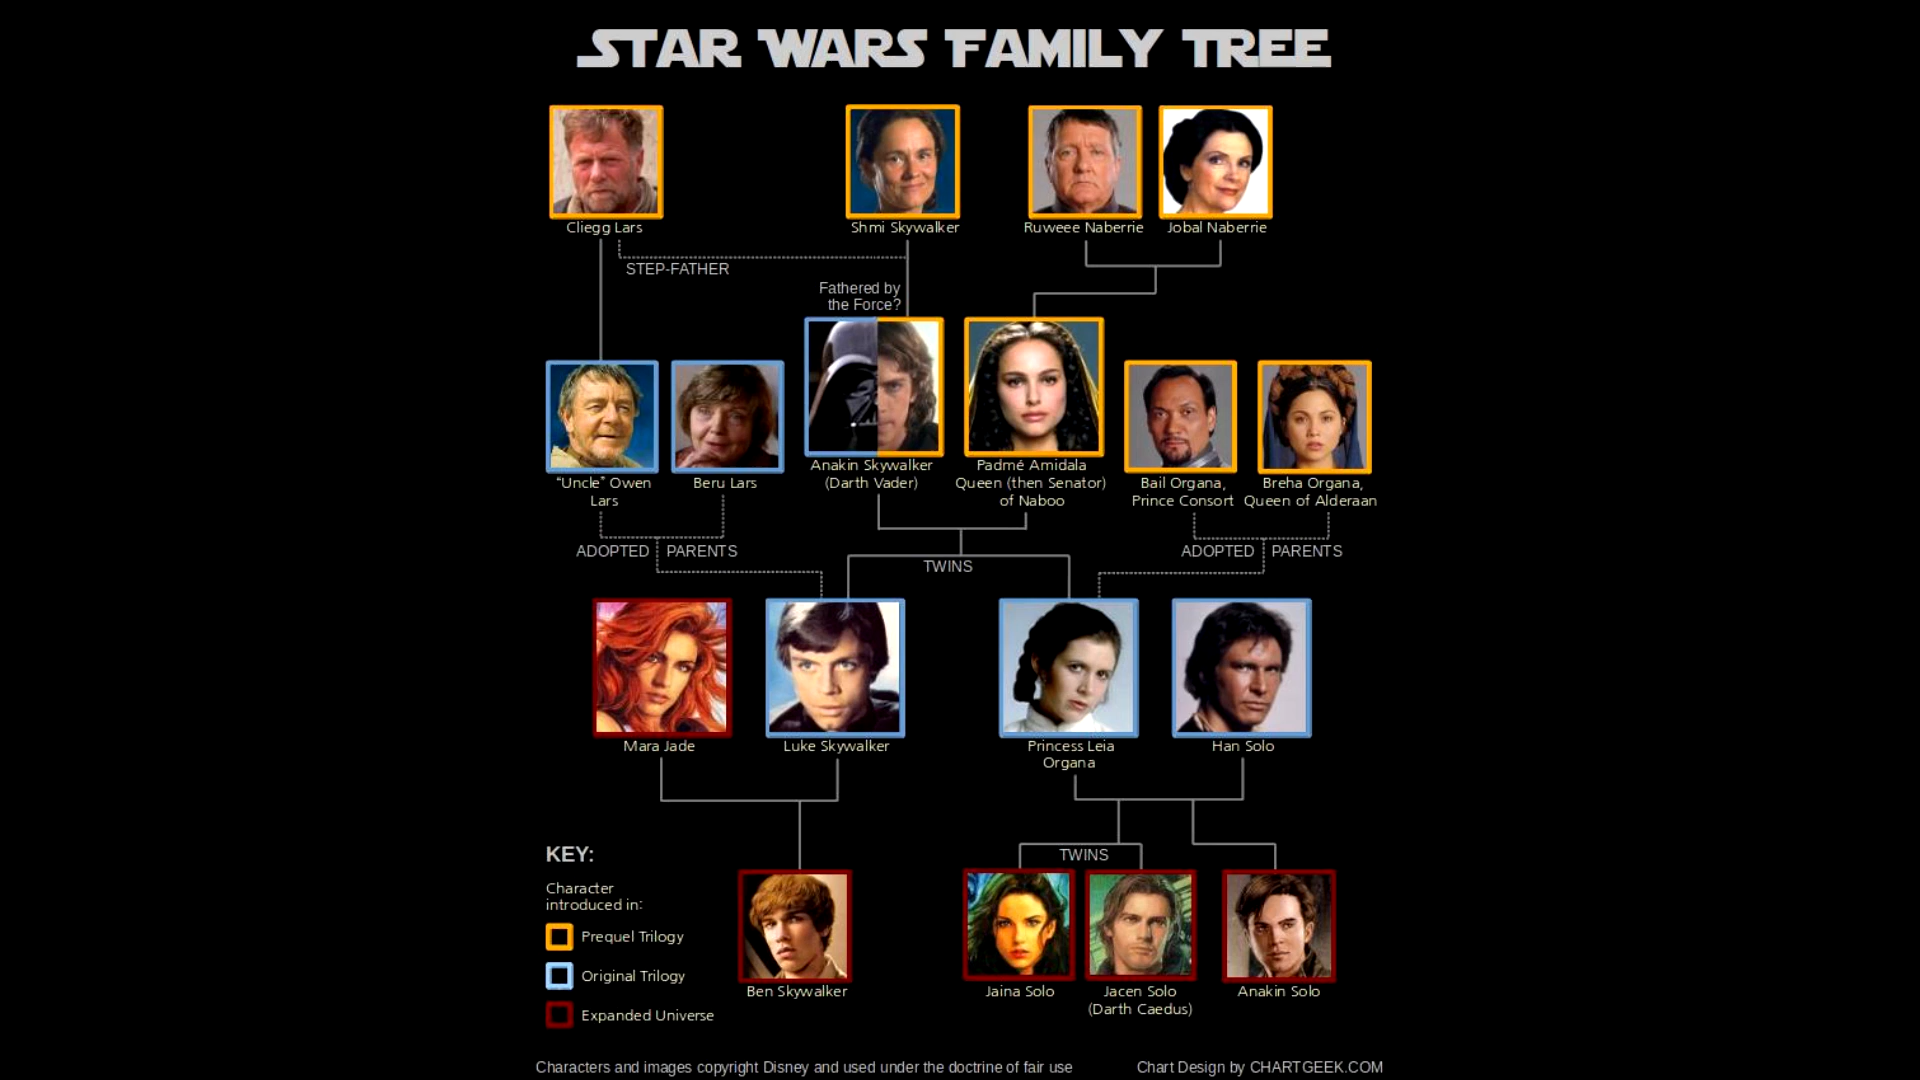 STAR WARS FAMILY TREE
Cliegg Lars
Shmi Skywalker
Ruweee Naberrie
Jobal Naberrie
STEP-FATHER
Fathered by
the Force?
“Uncle” Owen
Lars
Beru Lars
Anakin Skywalker
(Darth Vader)
Padmé Amidala
Queen (then Senator)
of Naboo
Bail Organa,
Prince Consort
Breha Organa,
Queen of Alderaan
ADOPTED PARENTS
TWINS
ADOPTED PARENTS
Mara Jade
Luke Skywalker
Princess Leia
Organa
Han Solo
TWINS
Ben Skywalker
Jaina Solo
Jacen Solo
(Darth Caedus)
Anakin Solo
KEY:
Character
introduced in:
Prequel Trilogy
Original Trilogy
Expanded Universe
Characters and images copyright Disney and used under the doctrine of fair use
Chart Design by CHARTGEEK.COM